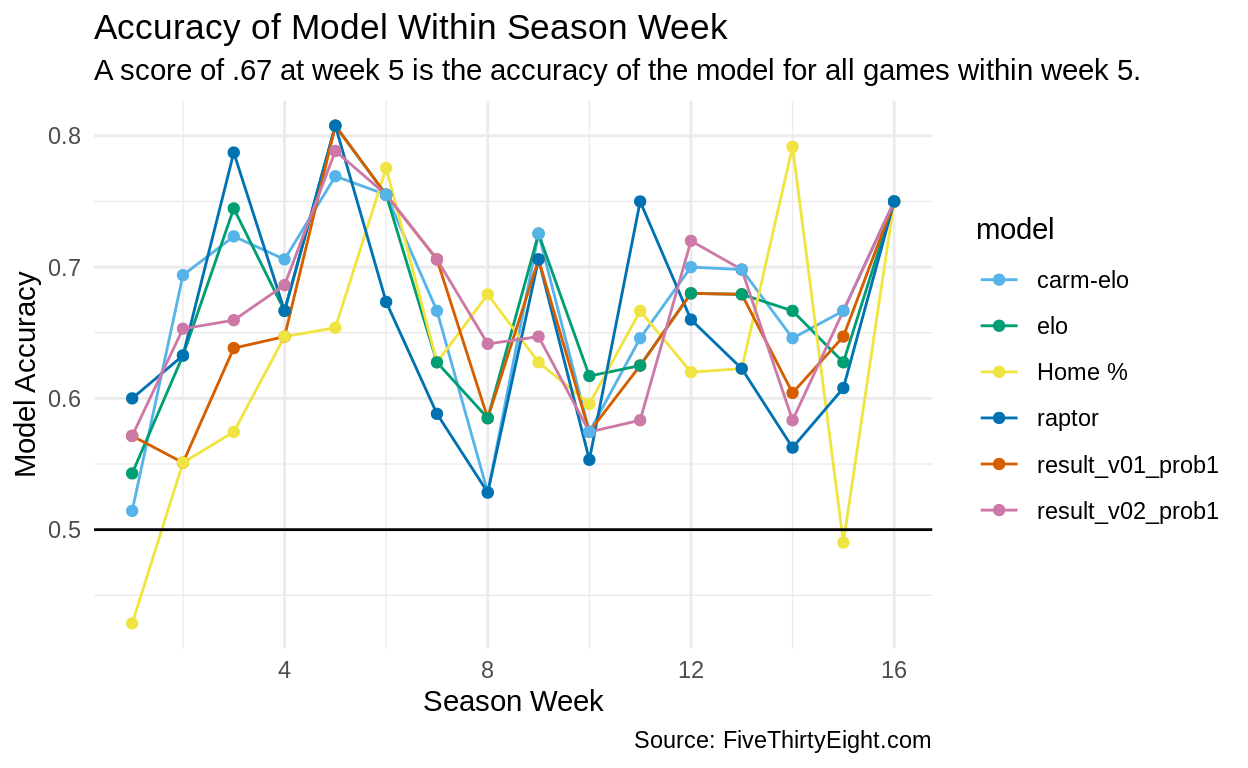 Accuracy of Model Within Season Week
A score of .67 at week 5 is the accuracy of the model for all games within week 5.
Model Accuracy
0.8
0.7
0.6
0.5
4 8 12 16
Season Week
model
carm-elo
elo
Home %
raptor
result_v01_prob1
result_v02_prob1
Source: FiveThirtyEight.com